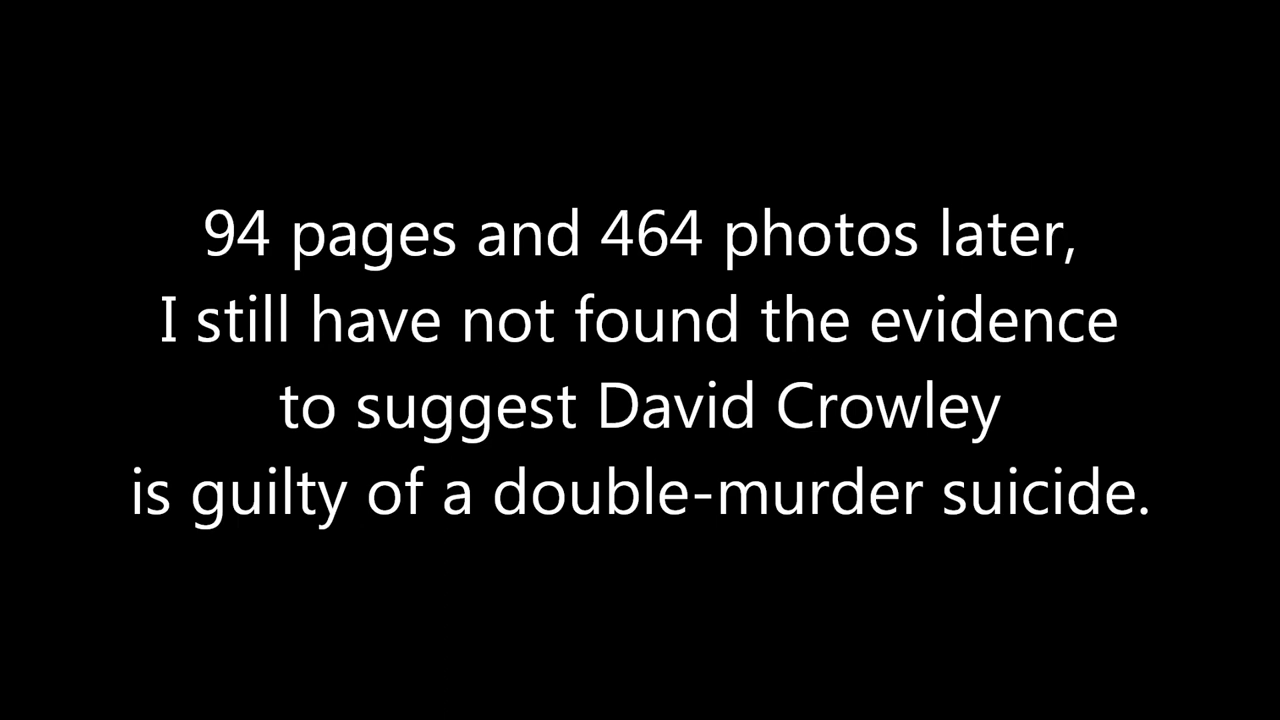 94 pages and 464 photos later,
I still have not found the evidence
to suggest David Crowley
is guilty of a double-murder suicide.